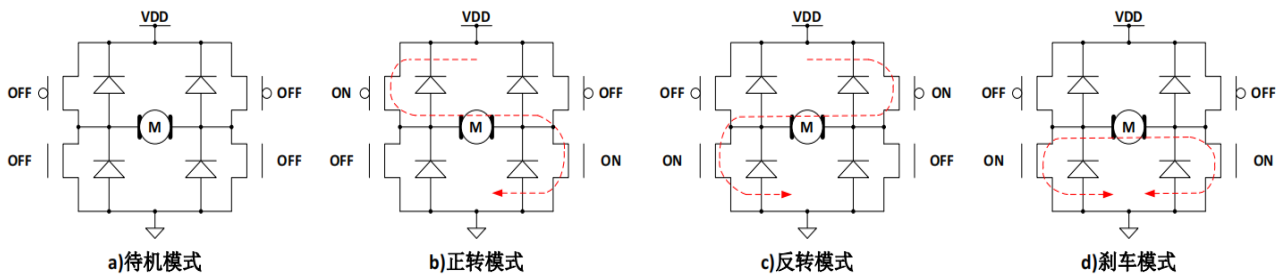 VDD VDD VDD VDD
OFF OFF ON OFF OFF ON OFF OFF
M M M M
OFF OFF OFF ON ON OFF ON ON
a)待机模式 b)正转模式 c)反转模式 d)刹车模式